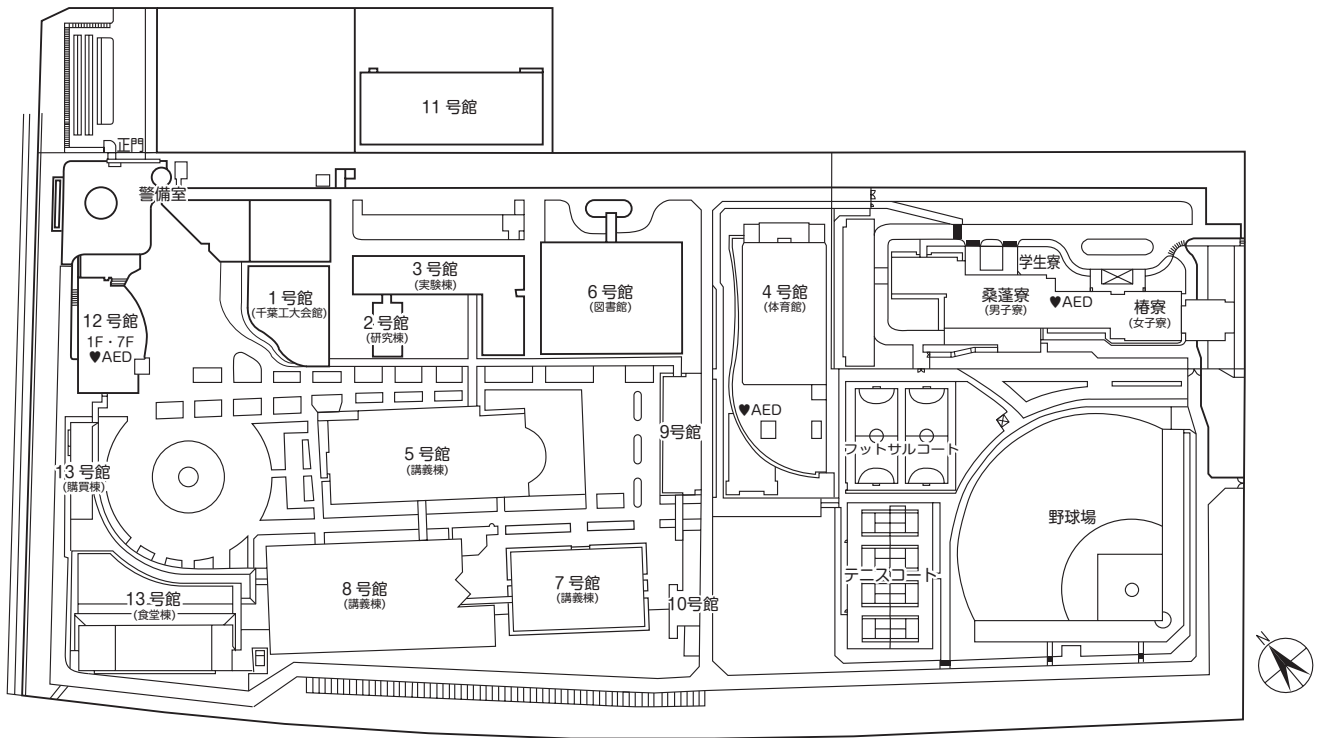 11 号館
正門
警備室
1 号館
(千葉工大会館)
3 号館
(実験棟)
2 号館
(研究棟)
6 号館
(図書館)
4 号館
(体育館)
学生寮
桑蓬寮
(男子寮)
♥AED
椿寮
(女子寮)
12 号館
1F・7F
♥AED
♥AED
13 号館
(購買棟)
5 号館
(講義棟)
9号館
フットサルコート
野球場
8 号館
(講義棟)
7 号館
(講義棟)
10号館
テニスコート
13 号館
(食堂棟)
N